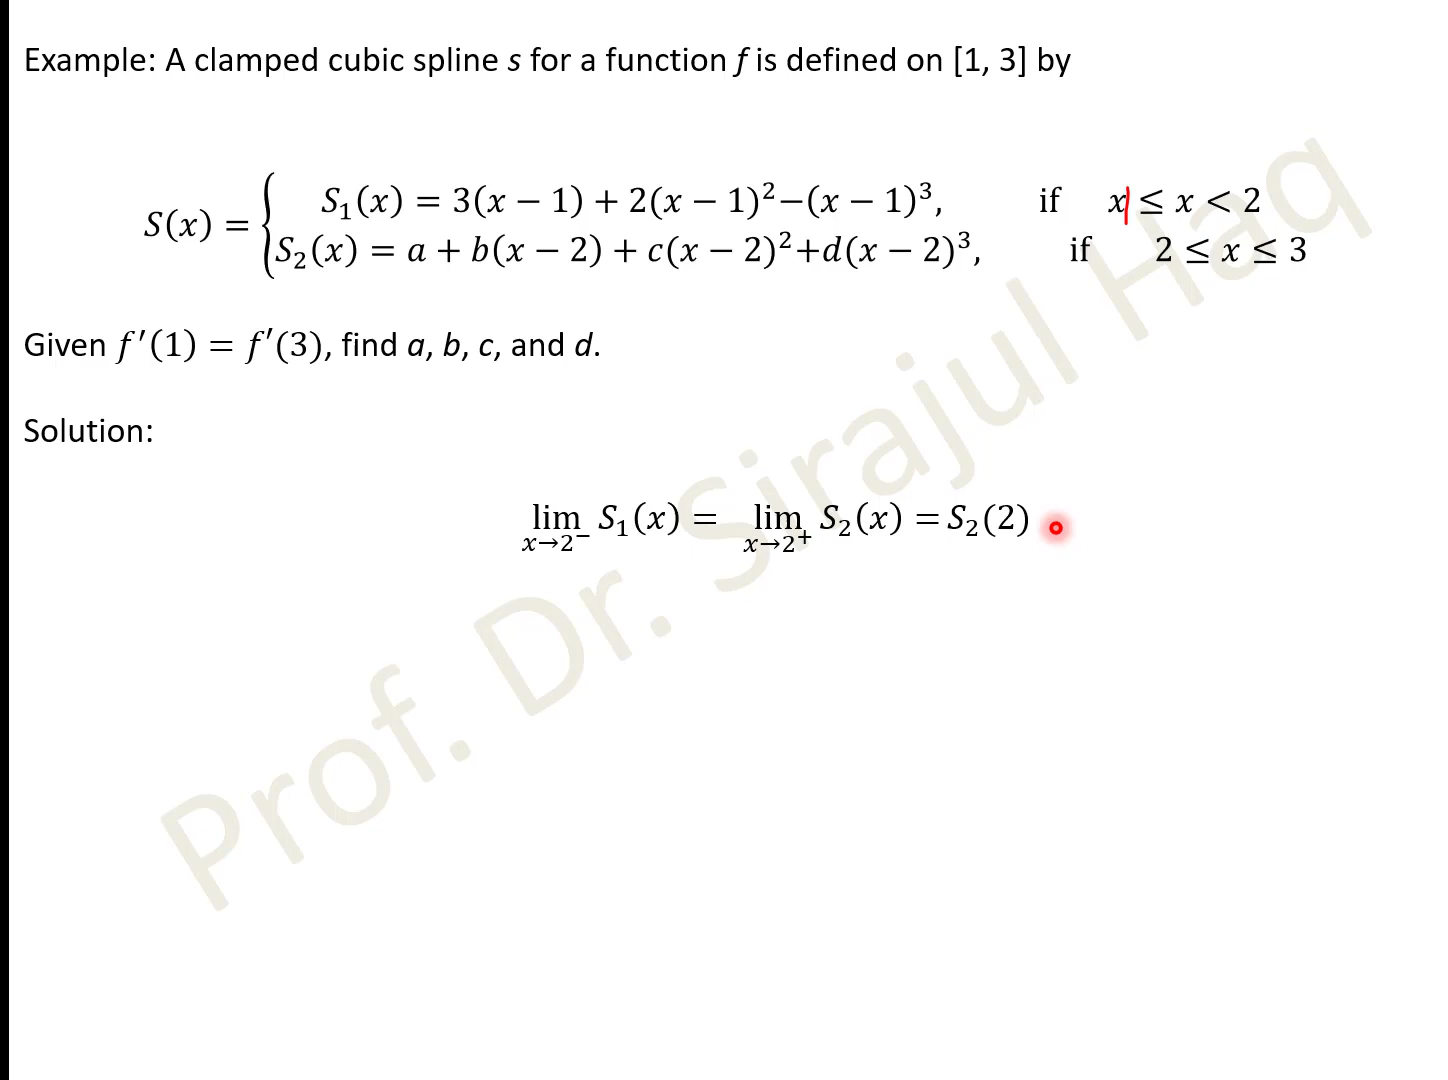 Example: A clamped cubic spline s for a function f is defined on [1, 3] by
S(x) = { S₁(x) = 3(x − 1) + 2(x − 1)²−(x − 1)³, if x ≤ x < 2
S₂(x) = a + b(x − 2) + c(x − 2)²+d(x − 2)³, if 2 ≤ x ≤ 3
Given f′(1) = f′(3), find a, b, c, and d.
Solution:
lim x→2⁻ S₁(x) = lim x→2⁺ S₂(x) = S₂(2)
Prof. Dr. Sirajul Haq